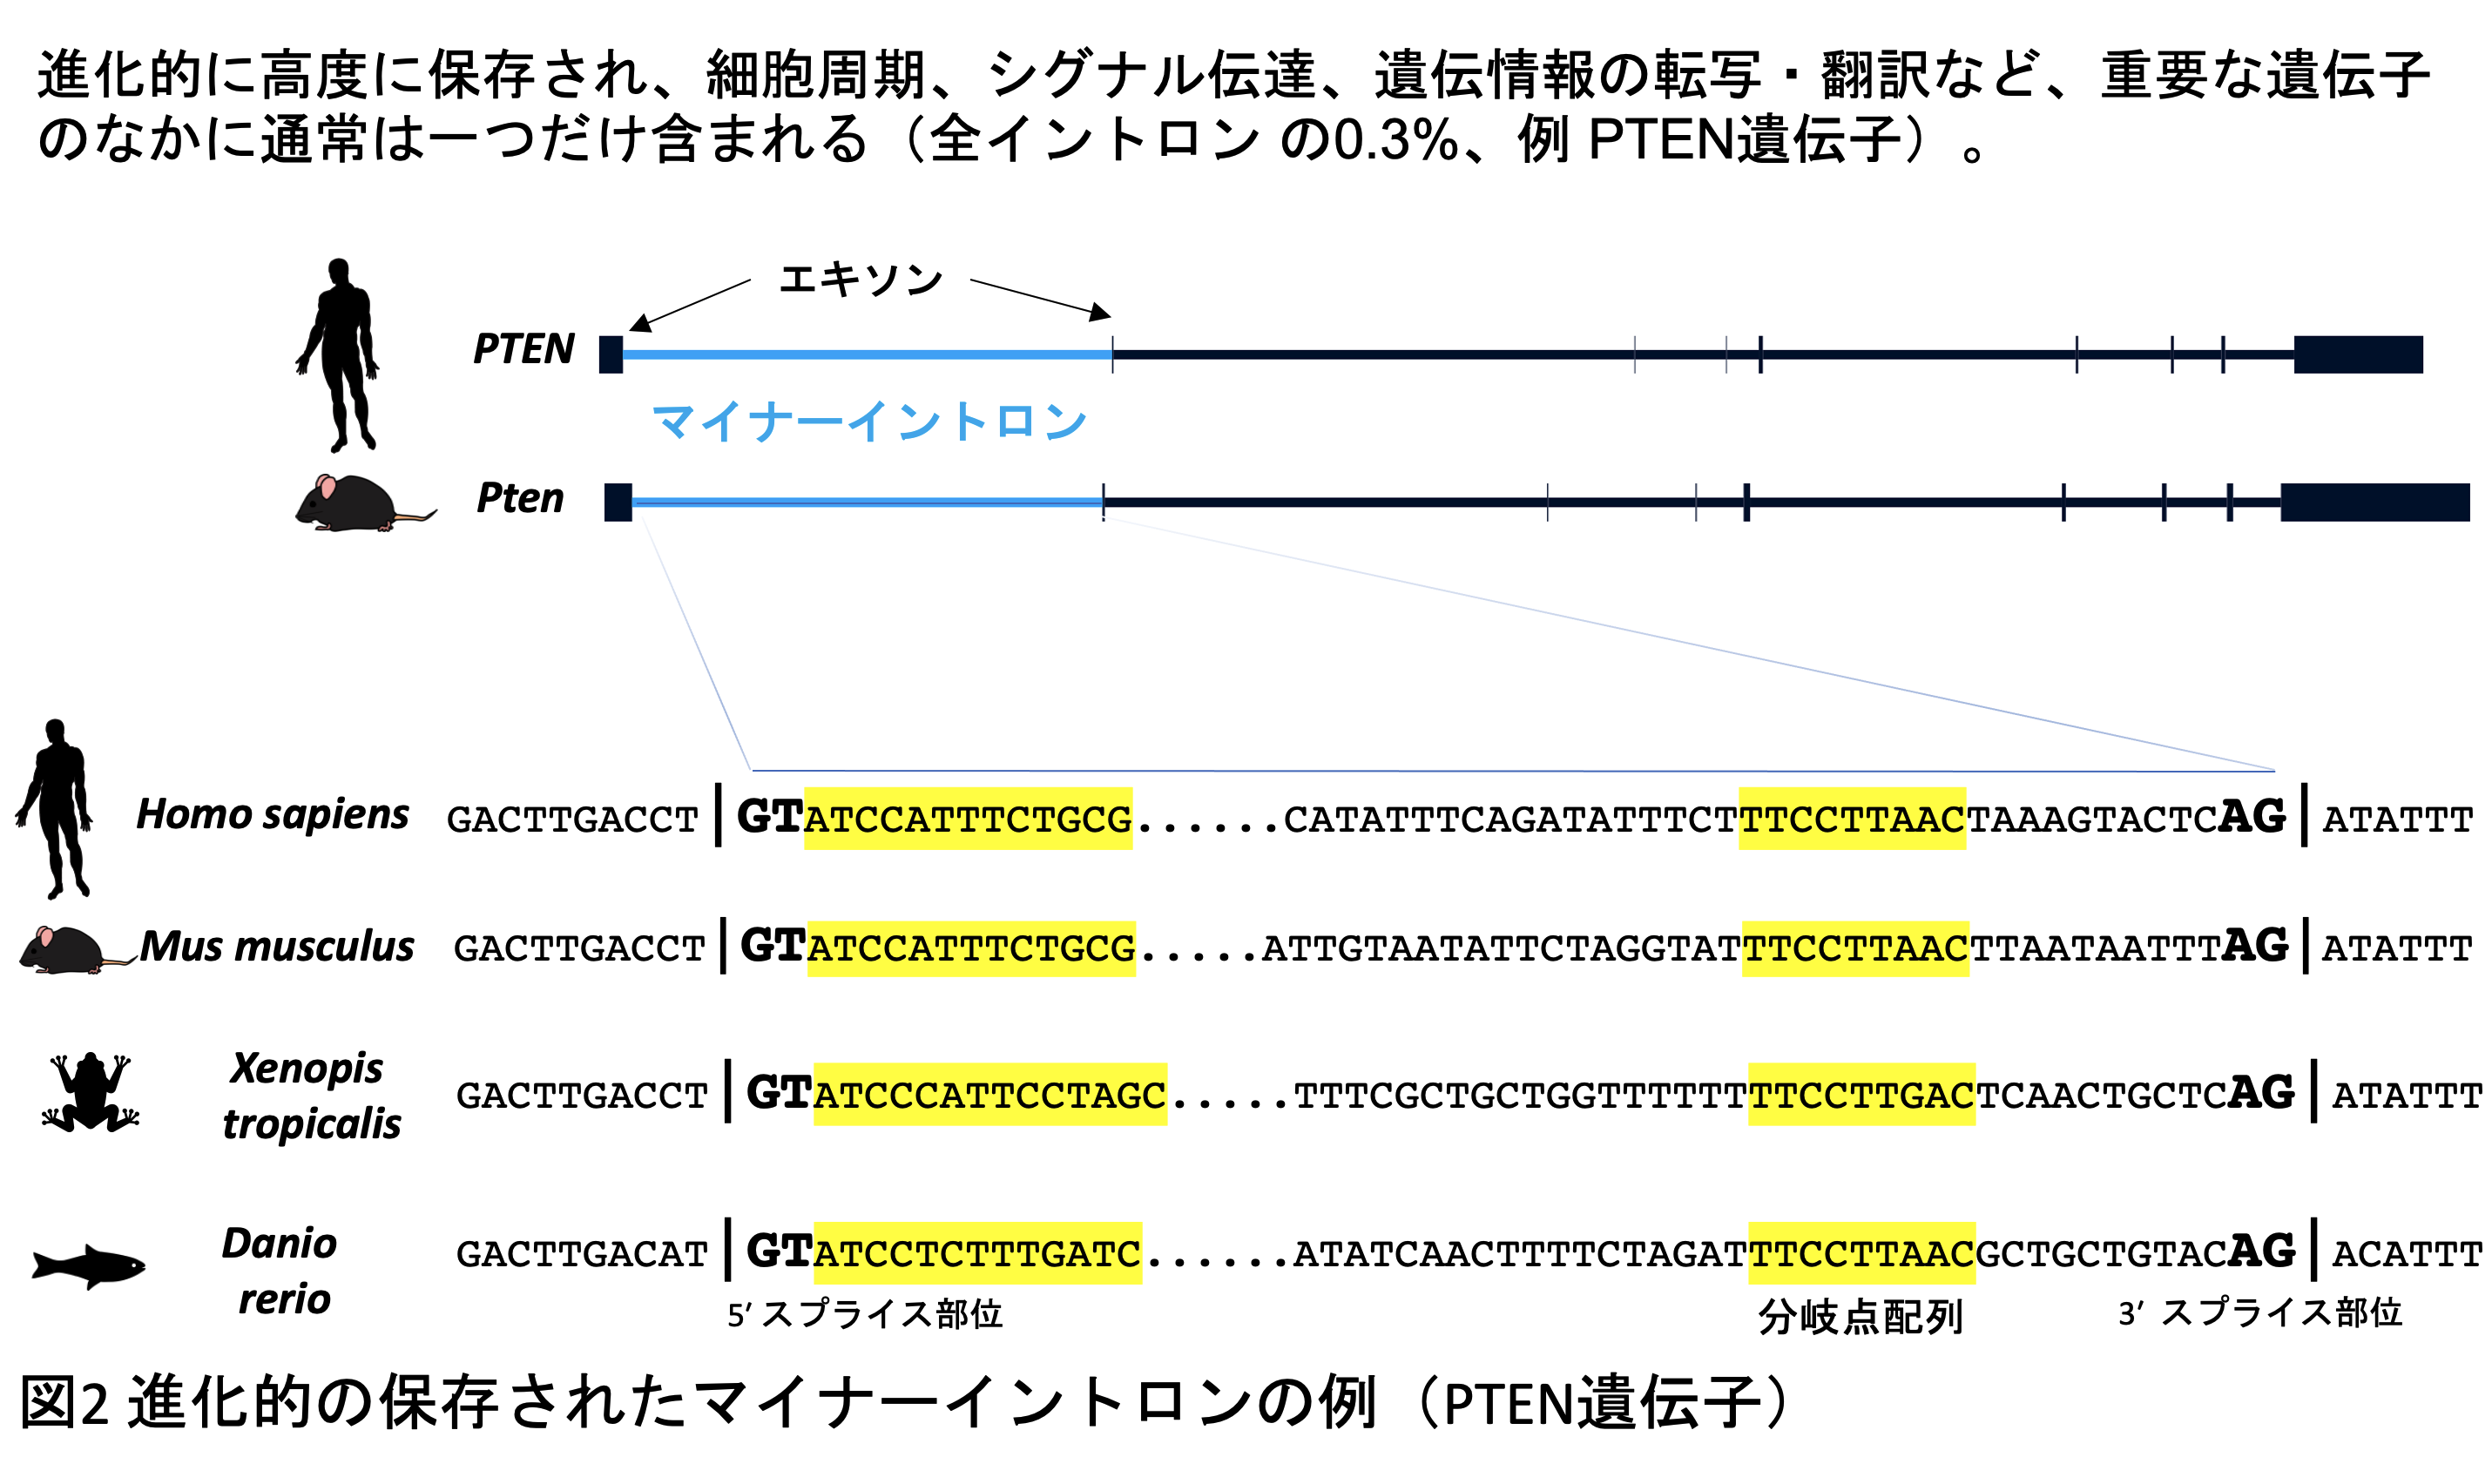 進化的に高度に保存され、細胞周期、シグナル伝達、遺伝情報の転写・翻訳など、重要な遺伝子
のなかに通常は一つだけ含まれる（全イントロン の0.3%、例 PTEN遺伝子）。
エキソン
PTEN
マイナーイントロン
Pten
Homo sapiens GACTTGACCT|GTATCCATTTCTGCG......CATATTTCAGATATTTCTTTCCTTAACTAAAGTACTCAG|ATATTT
Mus musculus GACTTGACCT|GTATCCATTTCTGCG.....ATTGTAATATTCTAGGTATTTCCTTAACTTAATAATTTAG|ATATTT
Xenopis
tropicalis
GACTTGACCT|GTATCCCATTCCTAGC.....TTTCGCTGCTGGTTTTTTTTCCTTGACTCAACTGCTCAG|ATATTT
Danio
rerio
GACTTGACAT|GTATCCTCTTTGATC......ATATCAACTTTTCTAGATTTCCTTAACGCTGCTGTACAG|ACATTT
5′ スプライス部位 分岐点配列 3′ スプライス部位
図2 進化的の保存されたマイナーイントロンの例（PTEN遺伝子）